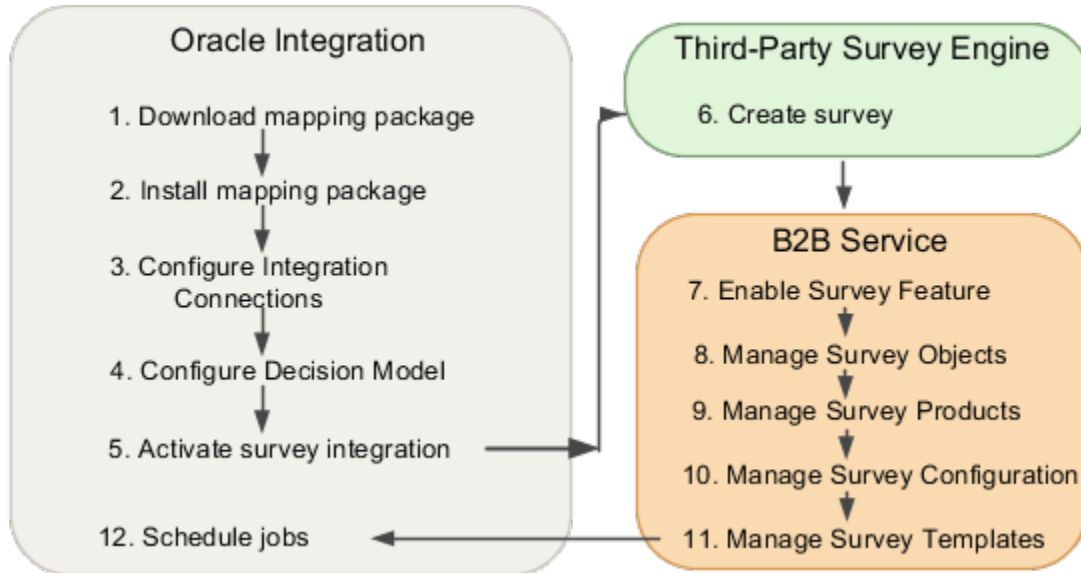 Oracle Integration
1. Download mapping package
2. Install mapping package
3. Configure Integration
Connections
4. Configure Decision Model
5. Activate survey integration
12. Schedule jobs
Third-Party Survey Engine
6. Create survey
B2B Service
7. Enable Survey Feature
8. Manage Survey Objects
9. Manage Survey Products
10. Manage Survey Configuration
11. Manage Survey Templates